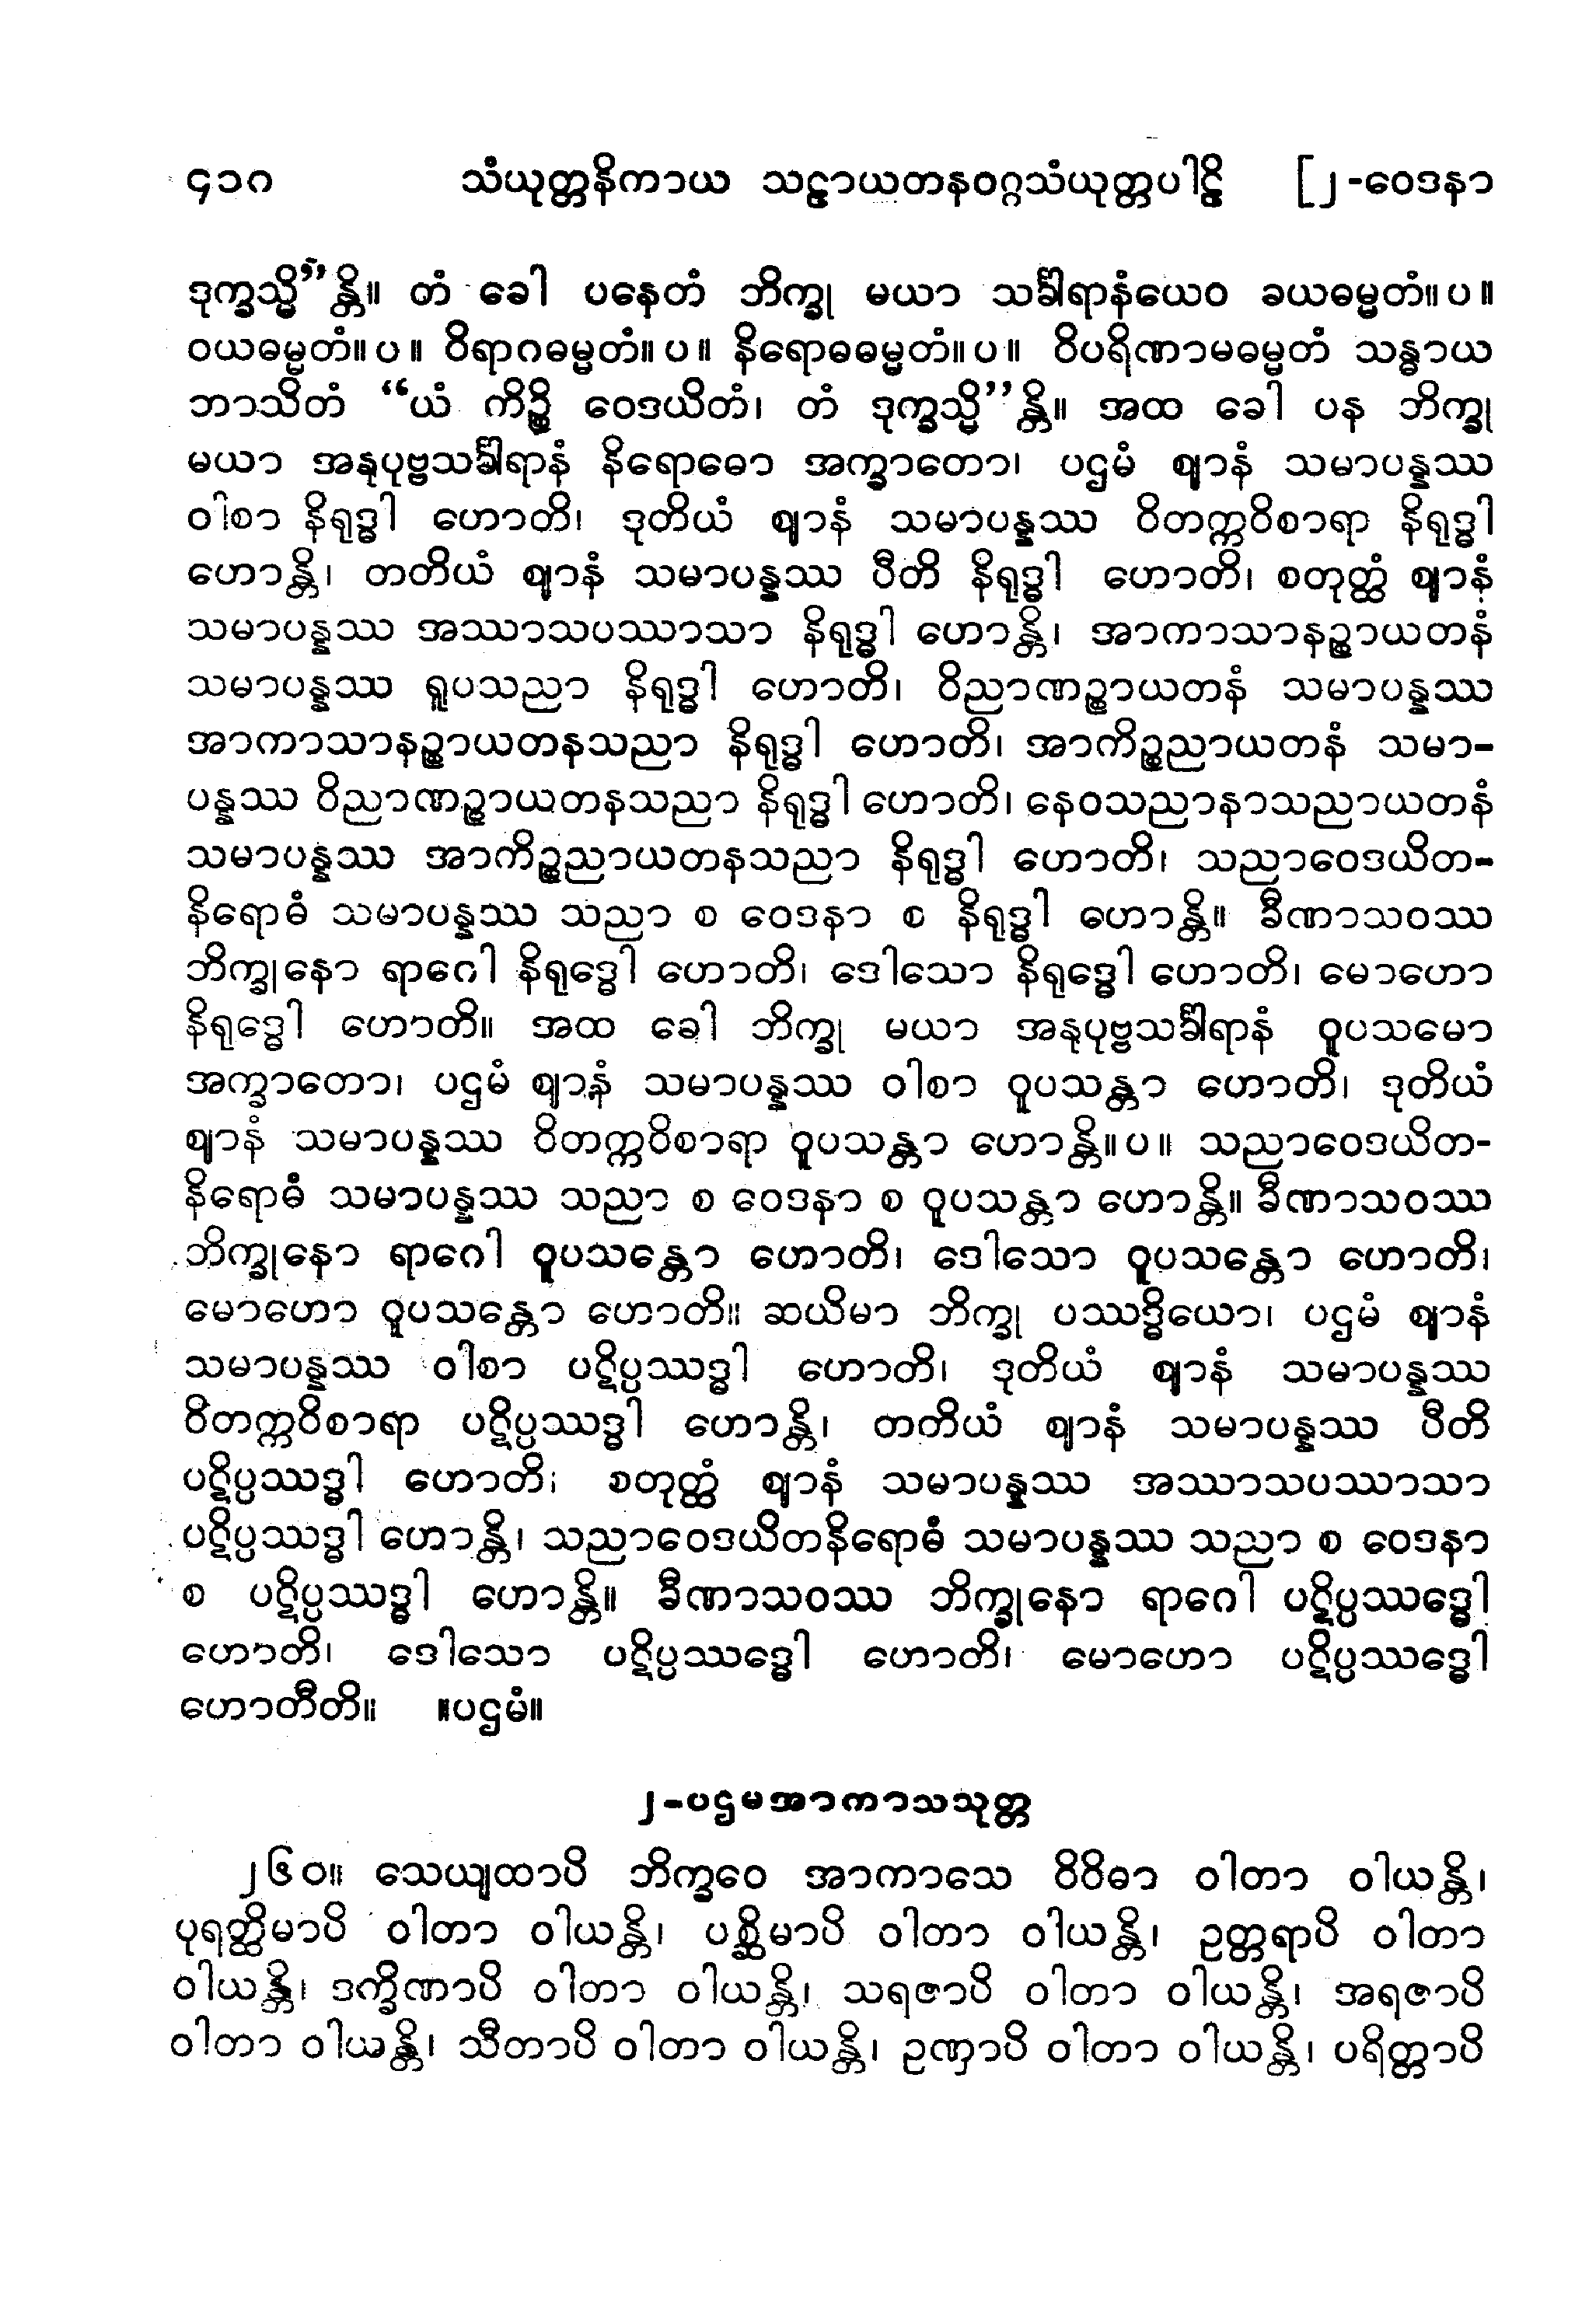 ၄၁၈ သံယုတ္တနိကာယ သဠာယတနဝဂ္ဂသံယုတ္တပါဠိ [၂-ဝေဒနာ
ဒုက္ခသ္မိ”န္တိ။ တံ ခေါ ပနေတံ ဘိက္ခု မယာ သင်္ခါရာနံယေဝ ခယဓမ္မတံ။ပ။
ဝယဓမ္မတံ။ပ။ ဝိရာဂဓမ္မတံ။ပ။ နိရောဓဓမ္မတံ။ပ။ ဝိပရိဏာမဓမ္မတံ သန္ဓာယ
ဘာသိတံ “ယံ ကိဉ္စိ ဝေဒယိတံ၊ တံ ဒုက္ခသ္မိ”န္တိ။ အထ ခေါ ပန ဘိက္ခု
မယာ အနုပုဗ္ဗသင်္ခါရာနံ နိရောဓော အက္ခာတော၊ ပဌမံ ဈာနံ သမာပန္နဿ
ဝါစာ နိရုဒ္ဓါ ဟောတိ၊ ဒုတိယံ ဈာနံ သမာပန္နဿ ဝိတက္ကဝိစာရာ နိရုဒ္ဓါ
ဟောန္တိ၊ တတိယံ ဈာနံ သမာပန္နဿ ပီတိ နိရုဒ္ဓါ ဟောတိ၊ စတုတ္ထံ ဈာနံ
သမာပန္နဿ အဿာသပဿာသာ နိရုဒ္ဓါ ဟောန္တိ၊ အာကာသာနဉ္စာယတနံ
သမာပန္နဿ ရူပသညာ နိရုဒ္ဓါ ဟောတိ၊ ဝိညာဏဉ္စာယတနံ သမာပန္နဿ
အာကာသာနဉ္စာယတနသညာ နိရုဒ္ဓါ ဟောတိ၊ အာကိဉ္စညာယတနံ သမာ-
ပန္နဿ ဝိညာဏဉ္စာယတနသညာ နိရုဒ္ဓါ ဟောတိ၊ နေဝသညာနာသညာယတနံ
သမာပန္နဿ အာကိဉ္စညာယတနသညာ နိရုဒ္ဓါ ဟောတိ၊ သညာဝေဒယိတ-
နိရောဓံ သမာပန္နဿ သညာ စ ဝေဒနာ စ နိရုဒ္ဓါ ဟောန္တိ။ ခီဏာသဝဿ
ဘိက္ခုနော ရာဂေါ နိရုဒ္ဓေါ ဟောတိ၊ ဒေါသော နိရုဒ္ဓေါ ဟောတိ၊ မောဟော
နိရုဒ္ဓေါ ဟောတိ။ အထ ခေါ ဘိက္ခု မယာ အနုပုဗ္ဗသင်္ခါရာနံ ဝူပသမော
အက္ခာတော၊ ပဌမံ ဈာနံ သမာပန္နဿ ဝါစာ ဝူပသန္တာ ဟောတိ၊ ဒုတိယံ
ဈာနံ သမာပန္နဿ ဝိတက္ကဝိစာရာ ဝူပသန္တာ ဟောန္တိ။ပ။ သညာဝေဒယိတ-
နိရောဓံ သမာပန္နဿ သညာ စ ဝေဒနာ စ ဝူပသန္တာ ဟောန္တိ။ ခီဏာသဝဿ
ဘိက္ခုနော ရာဂေါ ဝူပသန္တော ဟောတိ၊ ဒေါသော ဝူပသန္တော ဟောတိ၊
မောဟော ဝူပသန္တော ဟောတိ။ ဆယိမာ ဘိက္ခု ပဿဒ္ဓိယော၊ ပဌမံ ဈာနံ
သမာပန္နဿ ဝါစာ ပဋိပ္ပဿဒ္ဓါ ဟောတိ၊ ဒုတိယံ ဈာနံ သမာပန္နဿ
ဝိတက္ကဝိစာရာ ပဋိပ္ပဿဒ္ဓါ ဟောန္တိ၊ တတိယံ ဈာနံ သမာပန္နဿ ပီတိ
ပဋိပ္ပဿဒ္ဓါ ဟောတိ၊ စတုတ္ထံ ဈာနံ သမာပန္နဿ အဿာသပဿာသာ
ပဋိပ္ပဿဒ္ဓါ ဟောန္တိ၊ သညာဝေဒယိတနိရောဓံ သမာပန္နဿ သညာ စ ဝေဒနာ
စ ပဋိပ္ပဿဒ္ဓါ ဟောန္တိ။ ခီဏာသဝဿ ဘိက္ခုနော ရာဂေါ ပဋိပ္ပဿဒ္ဓေါ
ဟောတိ၊ ဒေါသော ပဋိပ္ပဿဒ္ဓေါ ဟောတိ၊ မောဟော ပဋိပ္ပဿဒ္ဓေါ
ဟောတီတိ။ ။ပဌမံ။
၂-ပဌမအာကာသသုတ္တ
၂၆၀။ သေယျထာပိ ဘိက္ခဝေ အာကာသေ ဝိဝိဓာ ဝါတာ ဝါယန္တိ၊
ပုရတ္ထိမာပိ ဝါတာ ဝါယန္တိ၊ ပစ္ဆိမာပိ ဝါတာ ဝါယန္တိ၊ ဥတ္တရာပိ ဝါတာ
ဝါယန္တိ၊ ဒက္ခိဏာပိ ဝါတာ ဝါယန္တိ၊ သရဇာပိ ဝါတာ ဝါယန္တိ၊ အရဇာပိ
ဝါတာ ဝါယန္တိ၊ သီတာပိ ဝါတာ ဝါယန္တိ၊ ဥဏှာပိ ဝါတာ ဝါယန္တိ၊ ပရိတ္တာပိ